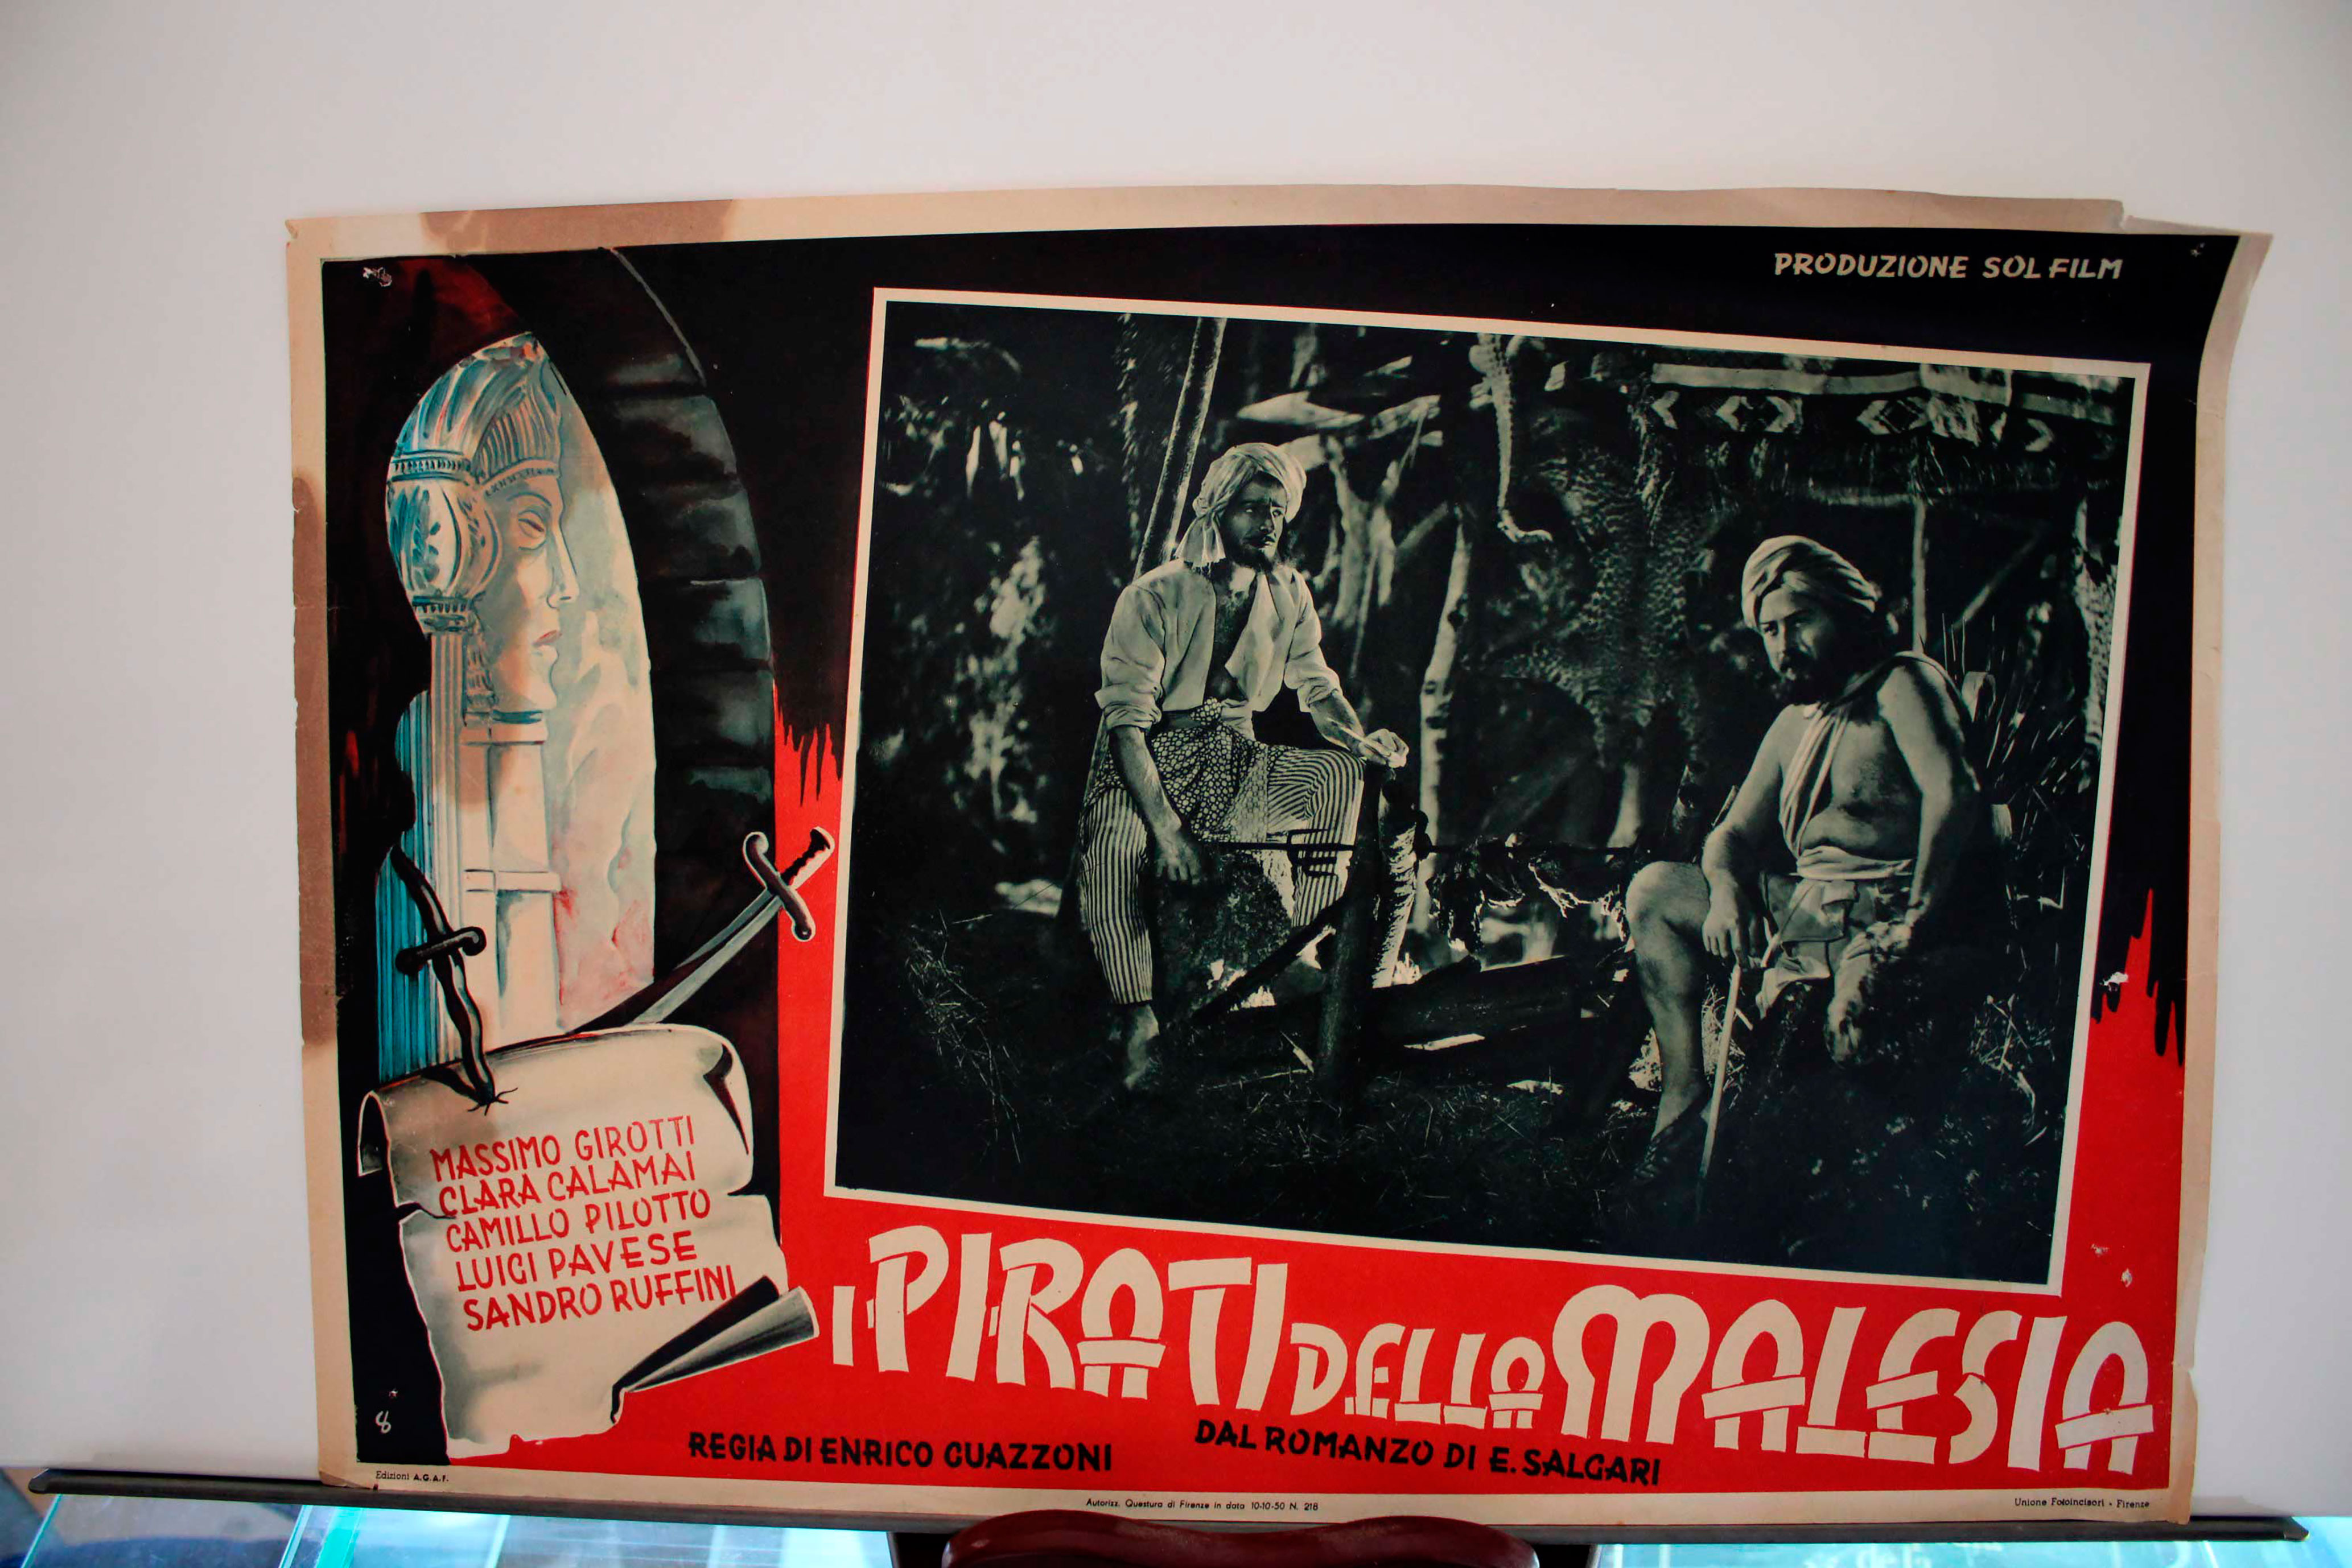 PRODUZIONE SOL FILM
MASSIMO GIROTTI
CLARA CALAMAI
CAMILLO PILOTTO
LUIGI PAVESE
SANDRO RUFFINI
I PIRATI DELLA MALESIA
REGIA DI ENRICO GUAZZONI
DAL ROMANZO DI E. SALGARI
8
Edizioni A.G.A.F.
Autorizz. Questura di Firenze in data 10-10-50 N. 218
Unione Fotoincisori - Firenze